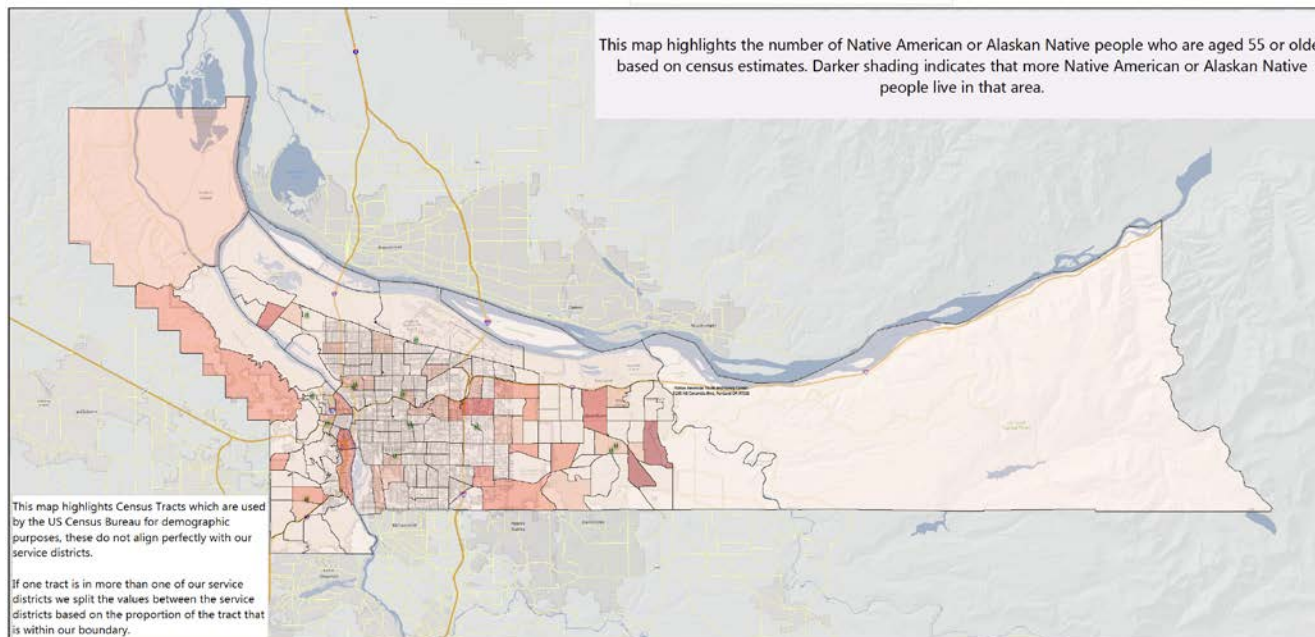 This map highlights the number of Native American or Alaskan Native people who are aged 55 or olde
based on census estimates. Darker shading indicates that more Native American or Alaskan Native
people live in that area.
This map highlights Census Tracts which are used
by the US Census Bureau for demographic
purposes, these do not align perfectly with our
service districts.
If one tract is in more than one of our service
districts we split the values between the service
districts based on the proportion of the tract that
is within our boundary.